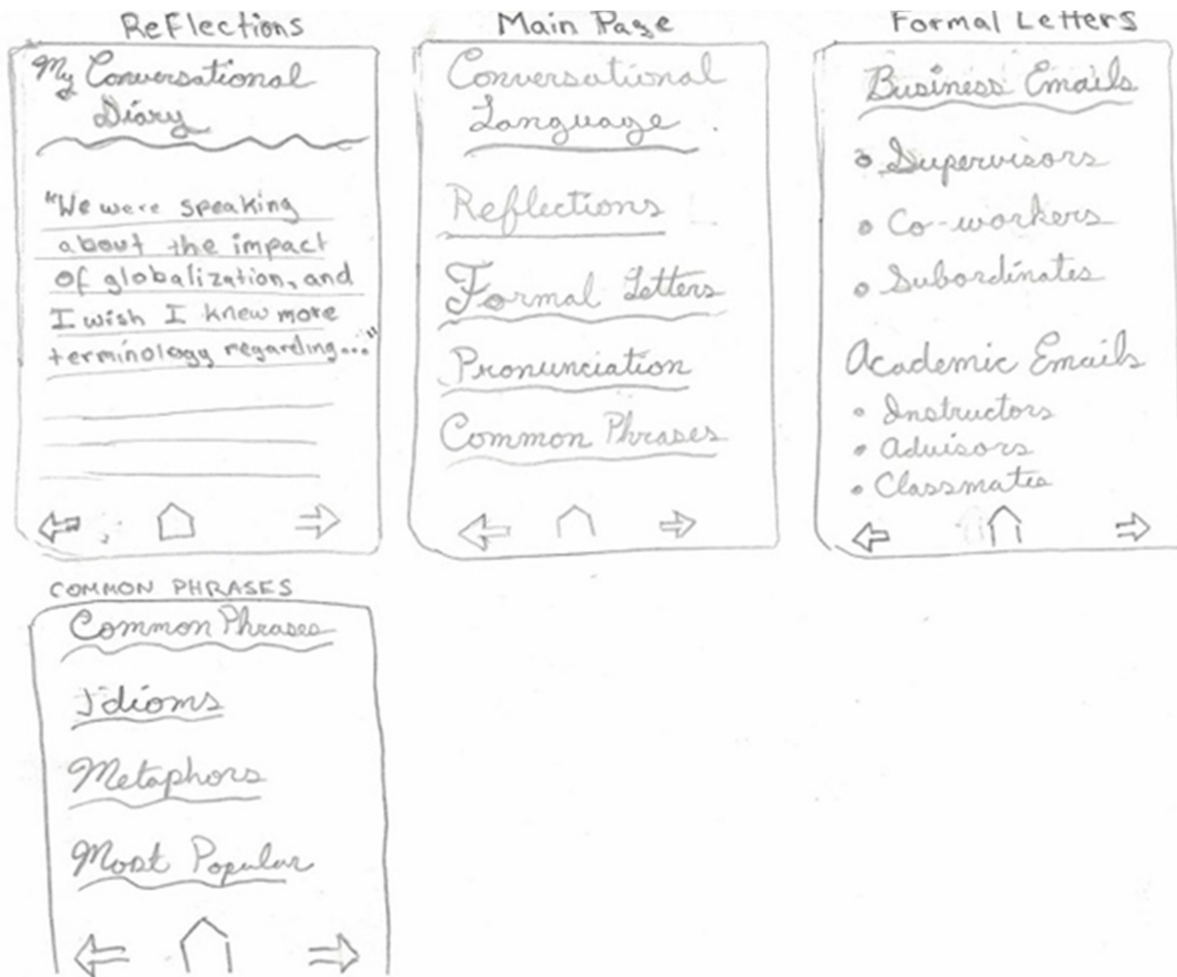 Reflections
My Conversational
Diary
"We were speaking
about the impact
of globalization, and
I wish I knew more
terminology regarding..."
Main Page
Conversational
Language
Reflections
Formal Letters
Pronunciation
Common Phrases
Formal Letters
Business Emails
Supervisors
Co-workers
Subordinates
Academic Emails
Instructors
Advisors
Classmates
COMMON PHRASES
Common Phrases
Idioms
Metaphors
Most Popular